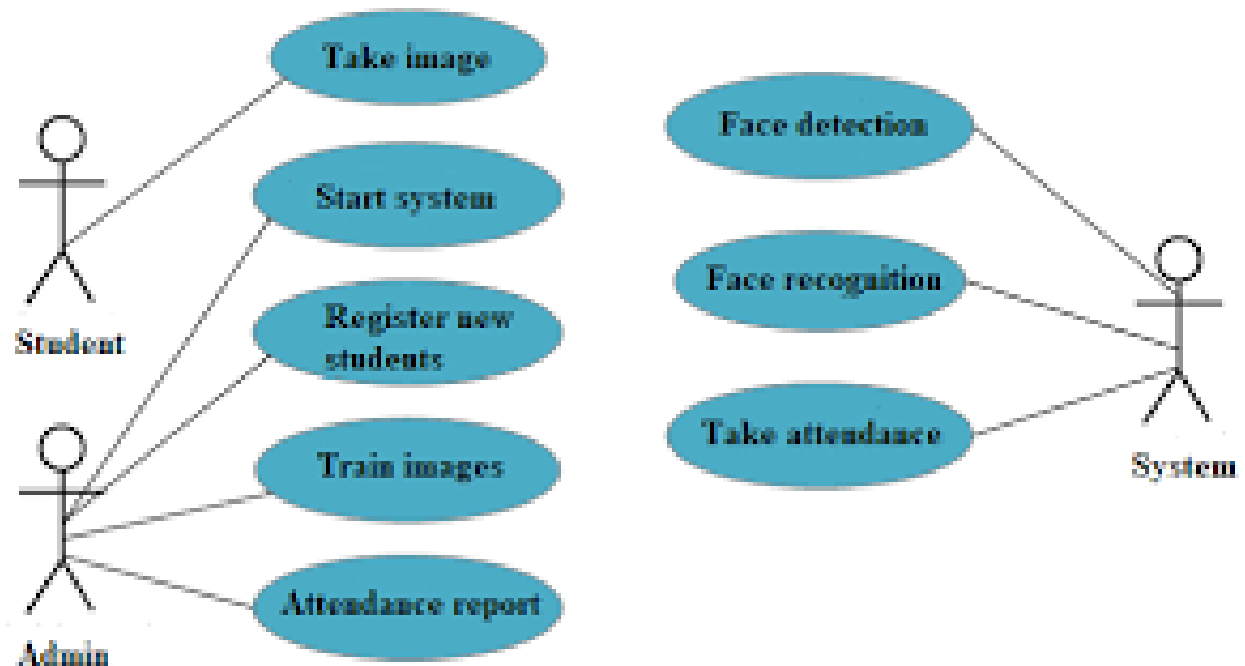 Take image
Start system
Register new
students
Student
Train images
Attendance report
Admin
Face detection
Face recognition
Take attendance
System